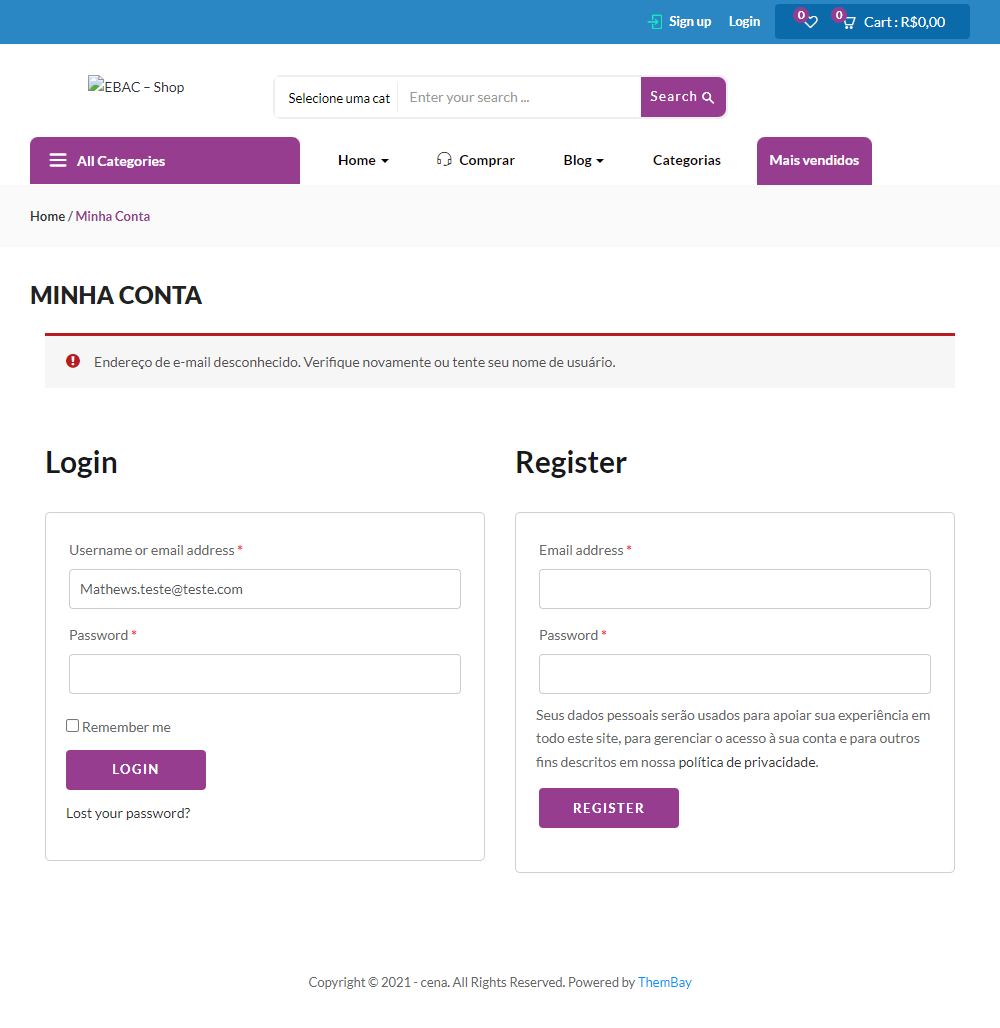 Sign up Login 0 0 Cart : R$0,00
EBAC – Shop
Selecione uma cat Enter your search ... Search
All Categories Home Comprar Blog Categorias Mais vendidos
Home / Minha Conta
MINHA CONTA
Endereço de e-mail desconhecido. Verifique novamente ou tente seu nome de usuário.
Login
Username or email address *
Mathews.teste@teste.com
Password *
Remember me
LOGIN
Lost your password?
Register
Email address *
Password *
Seus dados pessoais serão usados para apoiar sua experiência em
todo este site, para gerenciar o acesso à sua conta e para outros
fins descritos em nossa política de privacidade.
REGISTER
Copyright © 2021 - cena. All Rights Reserved. Powered by ThemBay